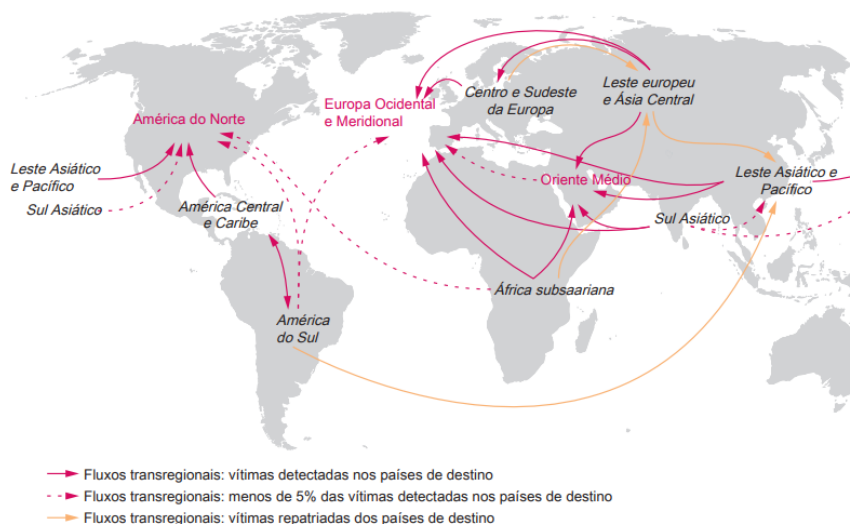 América do Norte
Europa Ocidental
e Meridional
Centro e Sudeste
da Europa
Leste europeu
e Ásia Central
Leste Asiático
e Pacífico
Sul Asiático
América Central
e Caribe
Oriente Médio
Leste Asiático e
Pacífico
Sul Asiático
África subsaariana
América
do Sul
Fluxos transregionais: vítimas detectadas nos países de destino
Fluxos transregionais: menos de 5% das vítimas detectadas nos países de destino
Fluxos transregionais: vítimas repatriadas dos países de destino